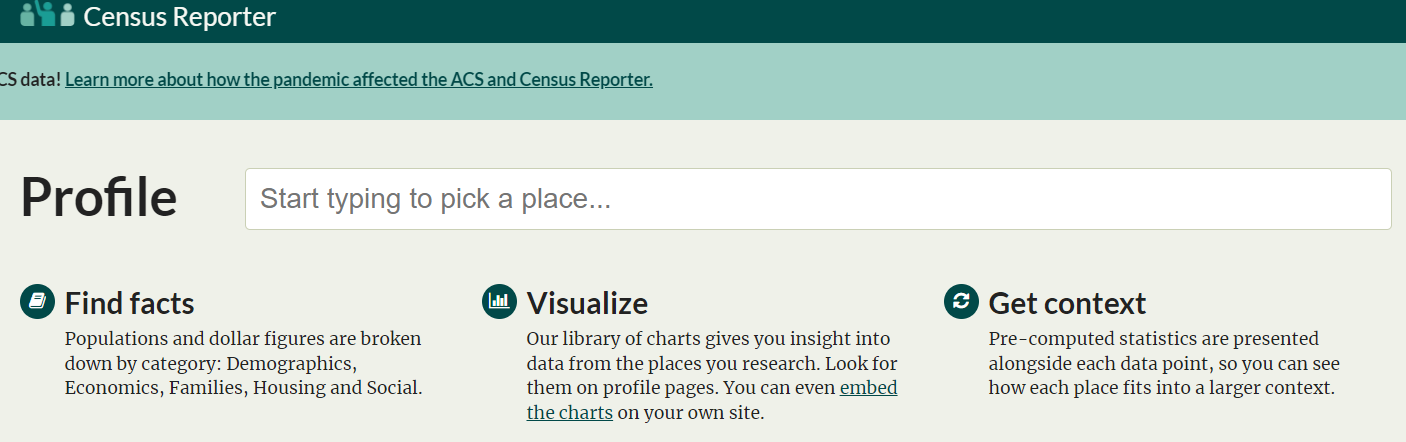 Census Reporter
CS data! Learn more about how the pandemic affected the ACS and Census Reporter.
Profile
Start typing to pick a place...
Find facts
Populations and dollar figures are broken
down by category: Demographics,
Economics, Families, Housing and Social.
Visualize
Our library of charts gives you insight into
data from the places you research. Look for
them on profile pages. You can even embed
the charts on your own site.
Get context
Pre-computed statistics are presented
alongside each data point, so you can see
how each place fits into a larger context.